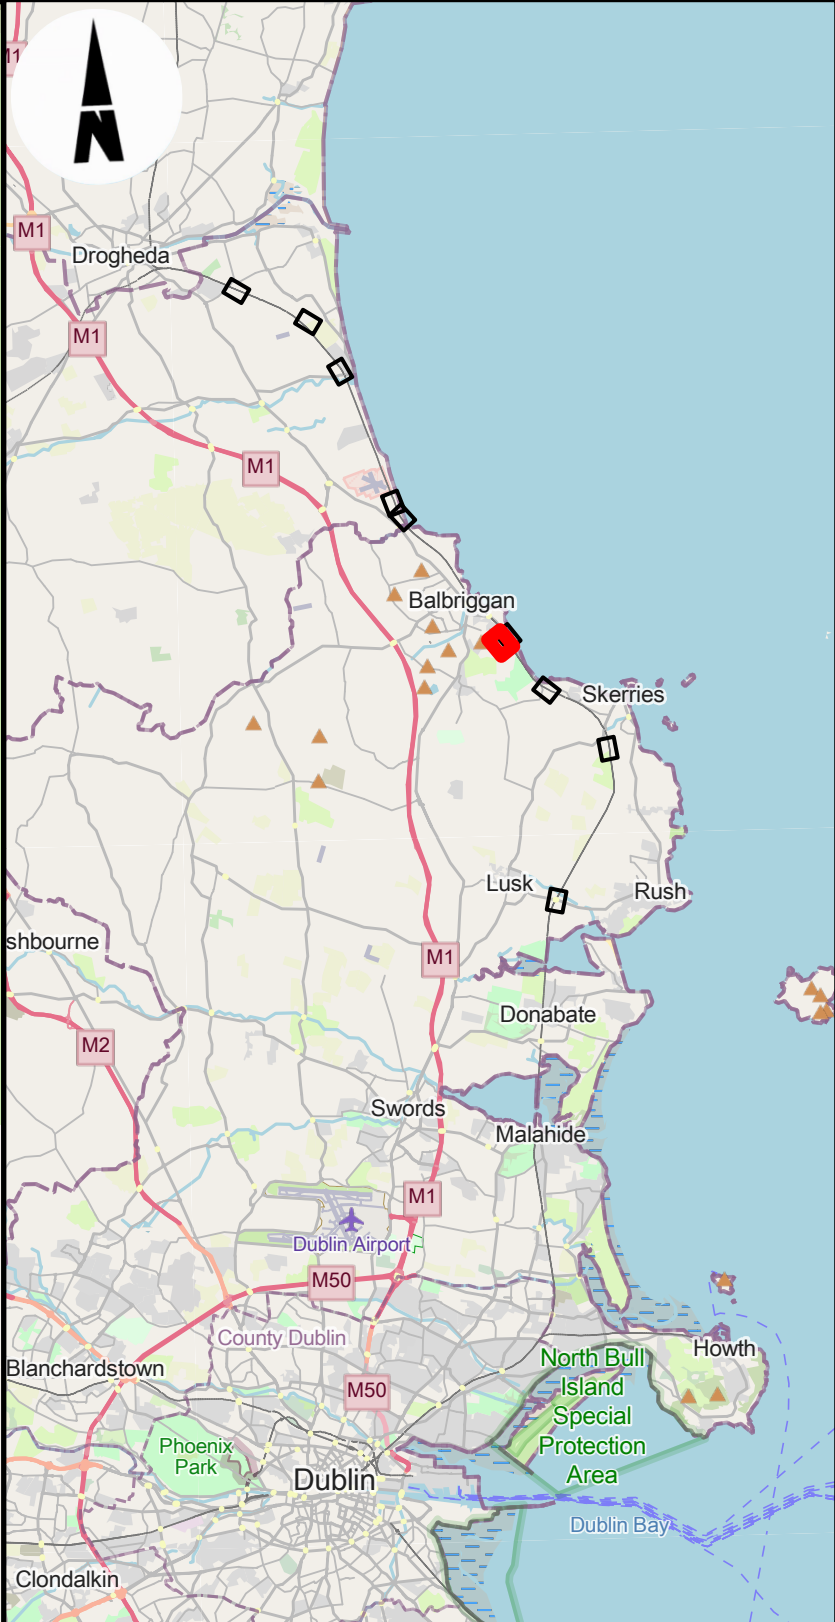 M1
N
M1
Drogheda
M1
M1
Balbriggan
Skerries
Lusk
Rush
shbourne
M1
Donabate
M2
Swords
Malahide
M1
Dublin Airport
M50
County Dublin
Howth
Blanchardstown
North Bull
Island
Special
Protection
Area
M50
Phoenix
Park
Dublin
Dublin Bay
Clondalkin